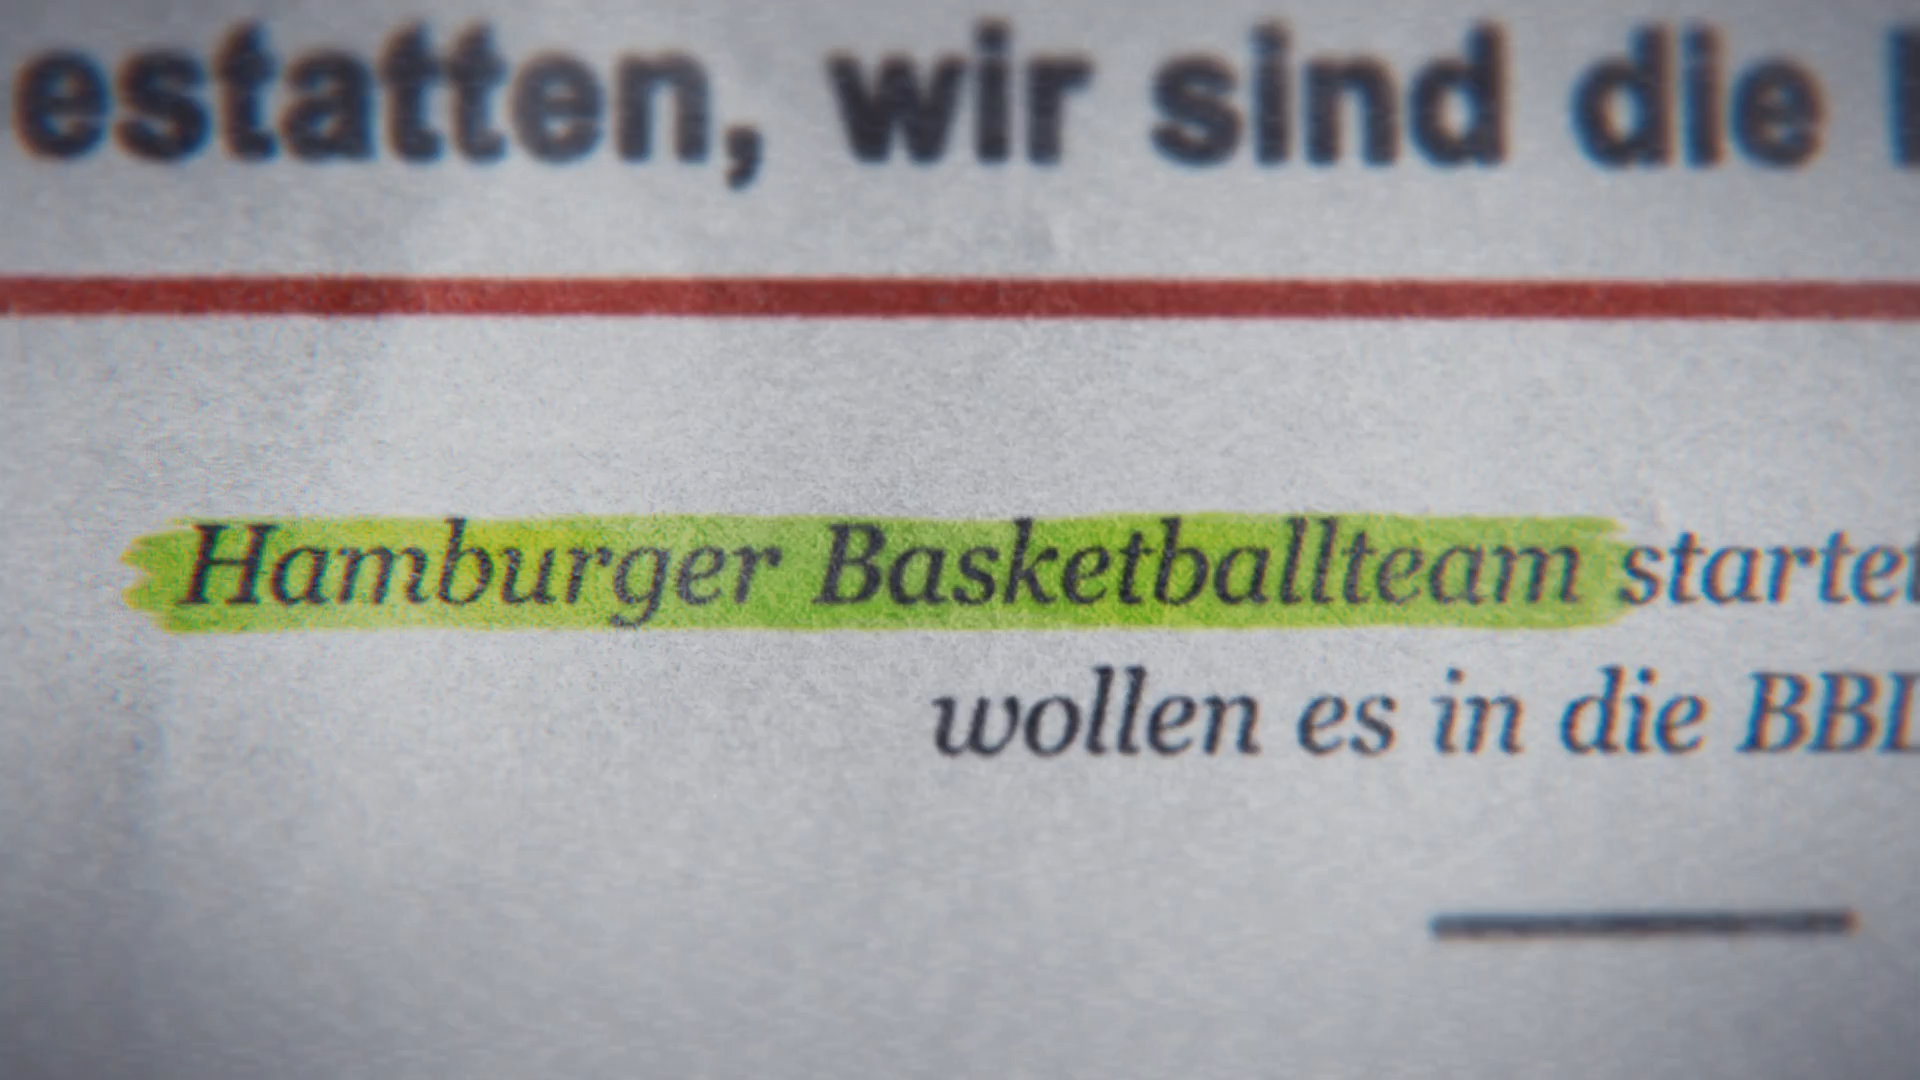 estatten, wir sind die
Hamburger Basketballteam startet
wollen es in die BBL